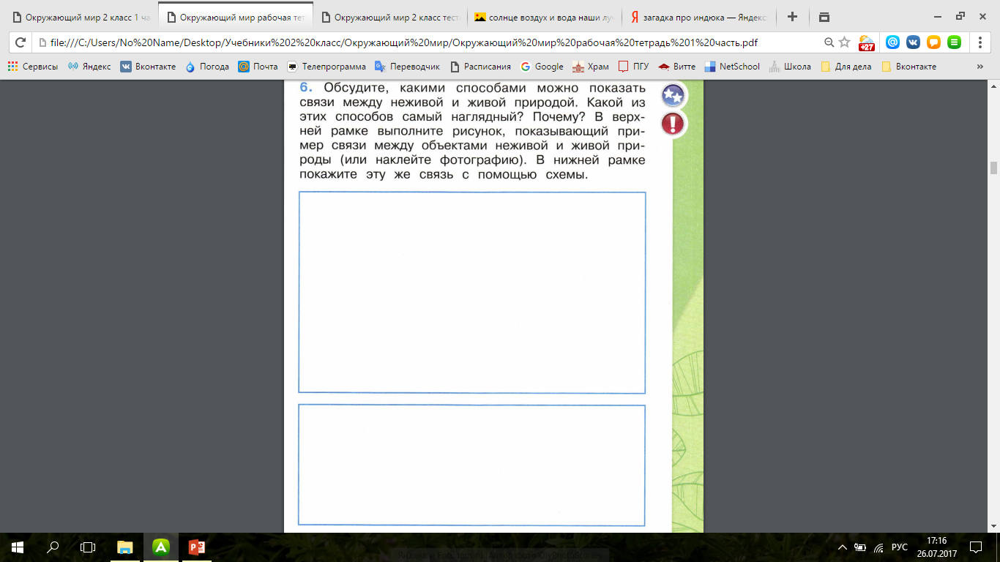 Окружающий мир 2 класс 1 ча
Окружающий мир рабочая тет
Окружающий мир 2 класс тест
солнце воздух и вода наши лу
загадка про индюка — Яндекс
file:///C:/Users/No%20Name/Desktop/Учебники%202%20класс/Окружающий%20мир/Окружающий%20мир%20рабочая%20тетрадь%201%20часть.pdf
+27
Сервисы Яндекс Вконтакте Погода Почта Телепрограмма Переводчик Расписания Google Храм ПГУ Витте NetSchool Школа Для дела Вконтакте »
6. Обсудите, какими способами можно показать
связи между неживой и живой природой. Какой из
этих способов самый наглядный? Почему? В верх-
ней рамке выполните рисунок, показывающий при-
мер связи между объектами неживой и живой при-
роды (или наклейте фотографию). В нижней рамке
покажите эту же связь с помощью схемы.
РУС
17:16
26.07.2017